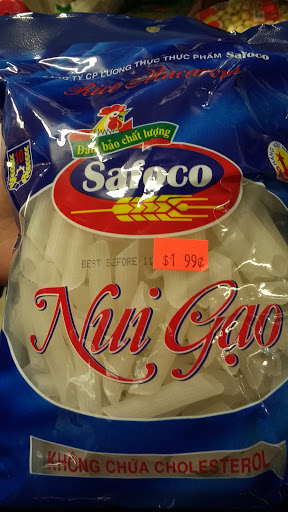 TY CP LƯƠNG THỰC THỰC PHẨM Safoco
Rice Macaroni
Đảm bảo chất lượng
Safoco
BEST BEFORE 11
$1 99¢
Nui Gạo
KHÔNG CHỨA CHOLESTEROL